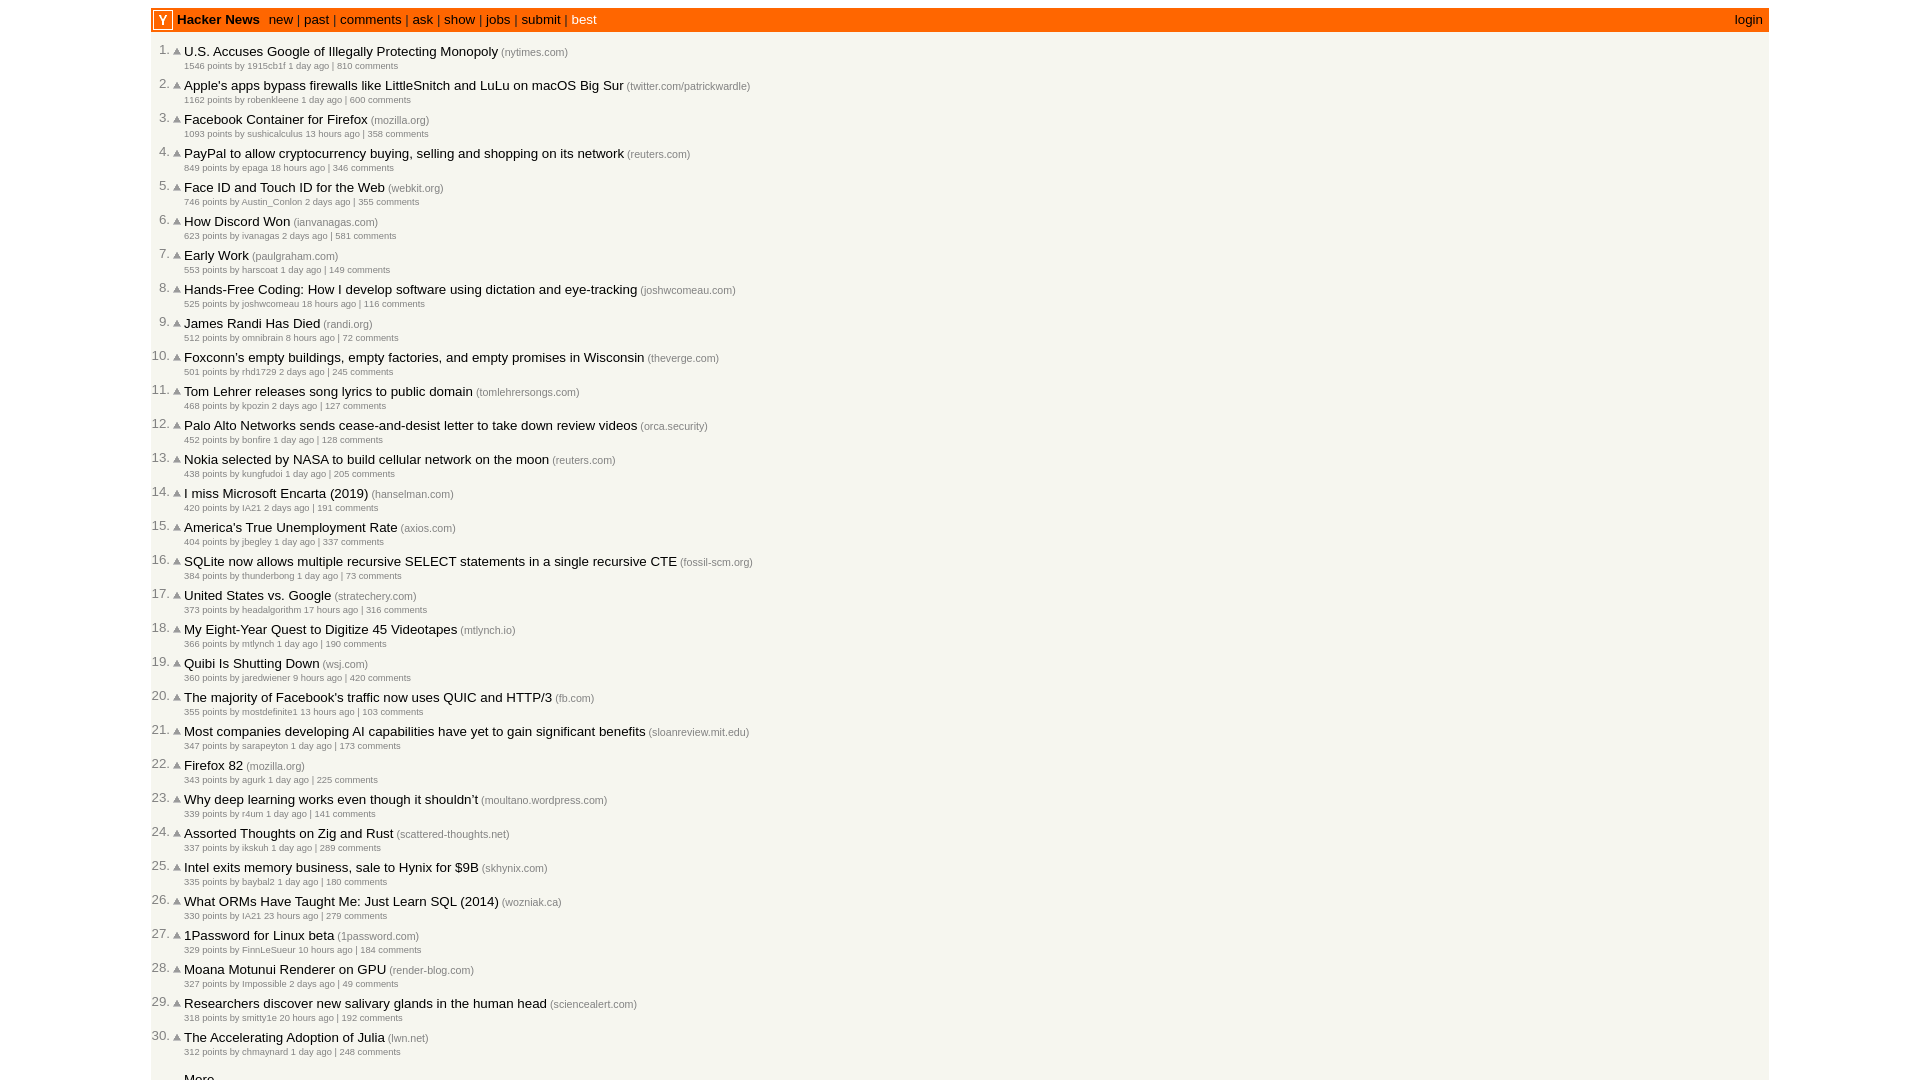 Y Hacker News new | past | comments | ask | show | jobs | submit | best login
1. U.S. Accuses Google of Illegally Protecting Monopoly (nytimes.com)
1546 points by 1915cb1f 1 day ago | 810 comments
2. Apple's apps bypass firewalls like LittleSnitch and LuLu on macOS Big Sur (twitter.com/patrickwardle)
1162 points by robenkleene 1 day ago | 600 comments
3. Facebook Container for Firefox (mozilla.org)
1093 points by sushicalculus 13 hours ago | 358 comments
4. PayPal to allow cryptocurrency buying, selling and shopping on its network (reuters.com)
849 points by epaga 18 hours ago | 346 comments
5. Face ID and Touch ID for the Web (webkit.org)
746 points by Austin_Conlon 2 days ago | 355 comments
6. How Discord Won (ianvanagas.com)
623 points by ivanagas 2 days ago | 581 comments
7. Early Work (paulgraham.com)
553 points by harscoat 1 day ago | 149 comments
8. Hands-Free Coding: How I develop software using dictation and eye-tracking (joshwcomeau.com)
525 points by joshwcomeau 18 hours ago | 116 comments
9. James Randi Has Died (randi.org)
512 points by omnibrain 8 hours ago | 72 comments
10. Foxconn's empty buildings, empty factories, and empty promises in Wisconsin (theverge.com)
501 points by rhd1729 2 days ago | 245 comments
11. Tom Lehrer releases song lyrics to public domain (tomlehrersongs.com)
468 points by kpozin 2 days ago | 127 comments
12. Palo Alto Networks sends cease-and-desist letter to take down review videos (orca.security)
452 points by bonfire 1 day ago | 128 comments
13. Nokia selected by NASA to build cellular network on the moon (reuters.com)
438 points by kungfudoi 1 day ago | 205 comments
14. I miss Microsoft Encarta (2019) (hanselman.com)
420 points by IA21 2 days ago | 191 comments
15. America's True Unemployment Rate (axios.com)
404 points by jbegley 1 day ago | 337 comments
16. SQLite now allows multiple recursive SELECT statements in a single recursive CTE (fossil-scm.org)
384 points by thunderbong 1 day ago | 73 comments
17. United States vs. Google (stratechery.com)
373 points by headalgorithm 17 hours ago | 316 comments
18. My Eight-Year Quest to Digitize 45 Videotapes (mtlynch.io)
366 points by mtlynch 1 day ago | 190 comments
19. Quibi Is Shutting Down (wsj.com)
360 points by jaredwiener 9 hours ago | 420 comments
20. The majority of Facebook's traffic now uses QUIC and HTTP/3 (fb.com)
355 points by mostdefinite1 13 hours ago | 103 comments
21. Most companies developing AI capabilities have yet to gain significant benefits (sloanreview.mit.edu)
347 points by sarapeyton 1 day ago | 173 comments
22. Firefox 82 (mozilla.org)
343 points by agurk 1 day ago | 225 comments
23. Why deep learning works even though it shouldn't (moultano.wordpress.com)
339 points by r4um 1 day ago | 141 comments
24. Assorted Thoughts on Zig and Rust (scattered-thoughts.net)
337 points by ikskuh 1 day ago | 289 comments
25. Intel exits memory business, sale to Hynix for $9B (skhynix.com)
335 points by baybal2 1 day ago | 180 comments
26. What ORMs Have Taught Me: Just Learn SQL (2014) (wozniak.ca)
330 points by IA21 23 hours ago | 279 comments
27. 1Password for Linux beta (1password.com)
329 points by FinnLeSueur 10 hours ago | 184 comments
28. Moana Motunui Renderer on GPU (render-blog.com)
327 points by Impossible 2 days ago | 49 comments
29. Researchers discover new salivary glands in the human head (sciencealert.com)
318 points by smitty1e 20 hours ago | 192 comments
30. The Accelerating Adoption of Julia (lwn.net)
312 points by chmaynard 1 day ago | 248 comments
More